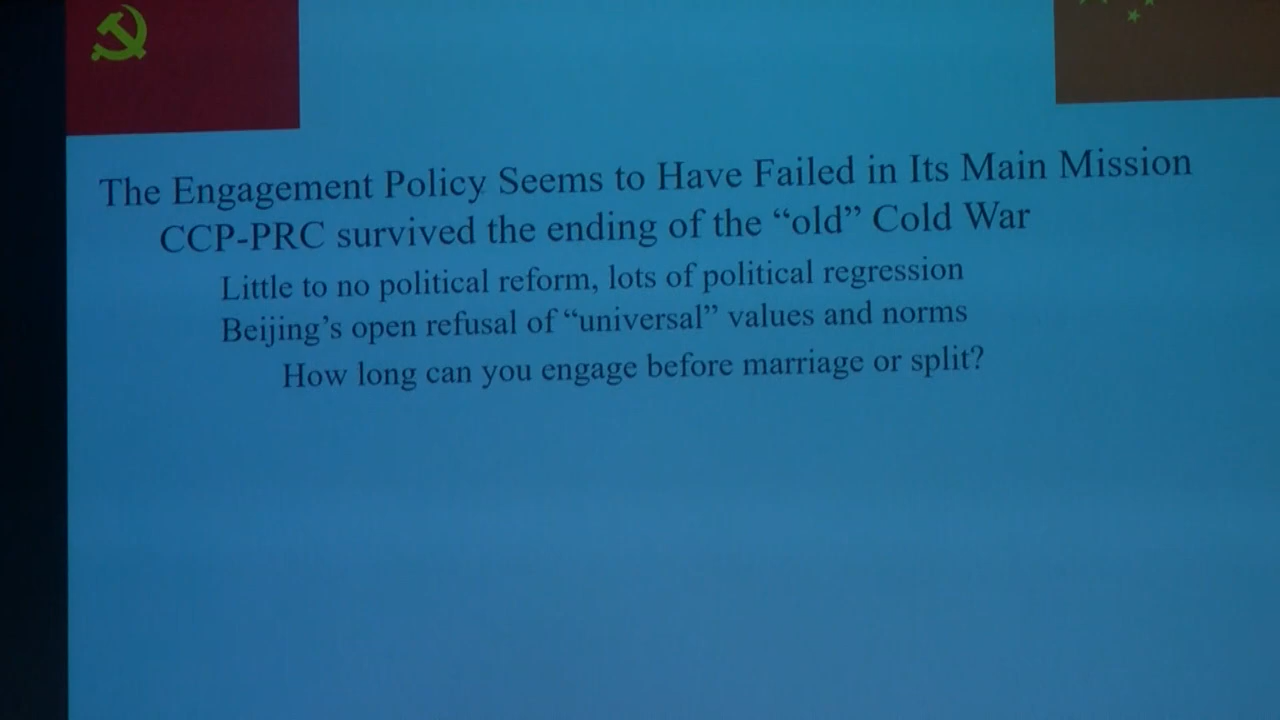 The Engagement Policy Seems to Have Failed in Its Main Mission
CCP-PRC survived the ending of the “old” Cold War
Little to no political reform, lots of political regression
Beijing’s open refusal of “universal” values and norms
How long can you engage before marriage or split?